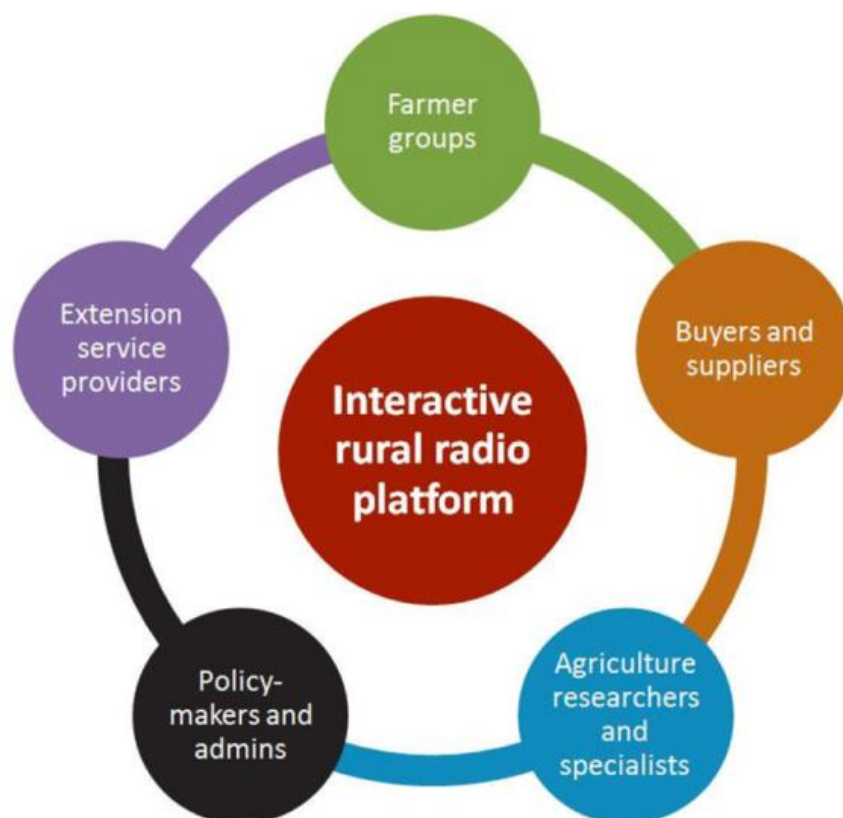 Farmer
groups
Buyers and
suppliers
Agriculture
researchers
and
specialists
Policy-
makers and
admins
Extension
service
providers
Interactive
rural radio
platform